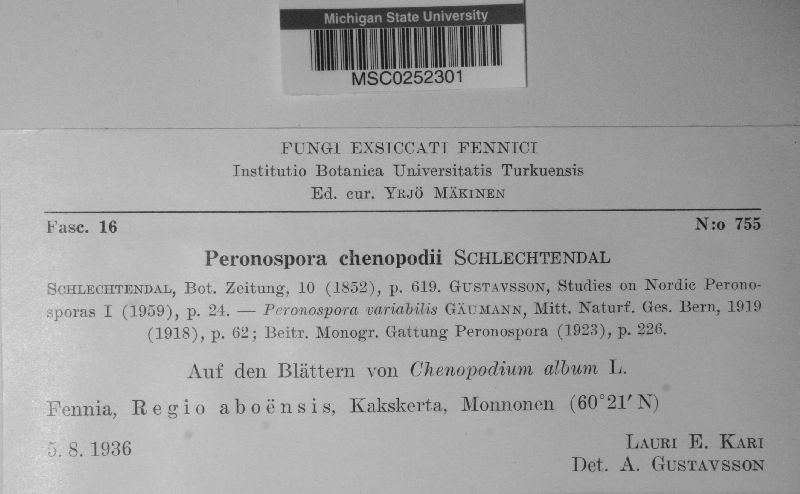 Michigan State University
MSC0252301
FUNGI EXSICCATI FENNICI
Institutio Botanica Universitatis Turkuensis
Ed. cur. YRJÖ MÄKINEN
Fasc. 16 N:o 755
Peronospora chenopodii SCHLECHTENDAL
SCHLECHTENDAL, Bot. Zeitung, 10 (1852), p. 619. GUSTAVSSON, Studies on Nordic Perono-
sporas I (1959), p. 24. — Peronospora variabilis GÄUMANN, Mitt. Naturf. Ges. Bern, 1919
(1918), p. 62; Beitr. Monogr. Gattung Peronospora (1923), p. 226.
Auf den Blättern von Chenopodium album L.
Fennia, Regio aboënsis, Kakskerta, Monnonen (60°21′ N)
5. 8. 1936 LAURI E. KARI
Det. A. GUSTAVSSON